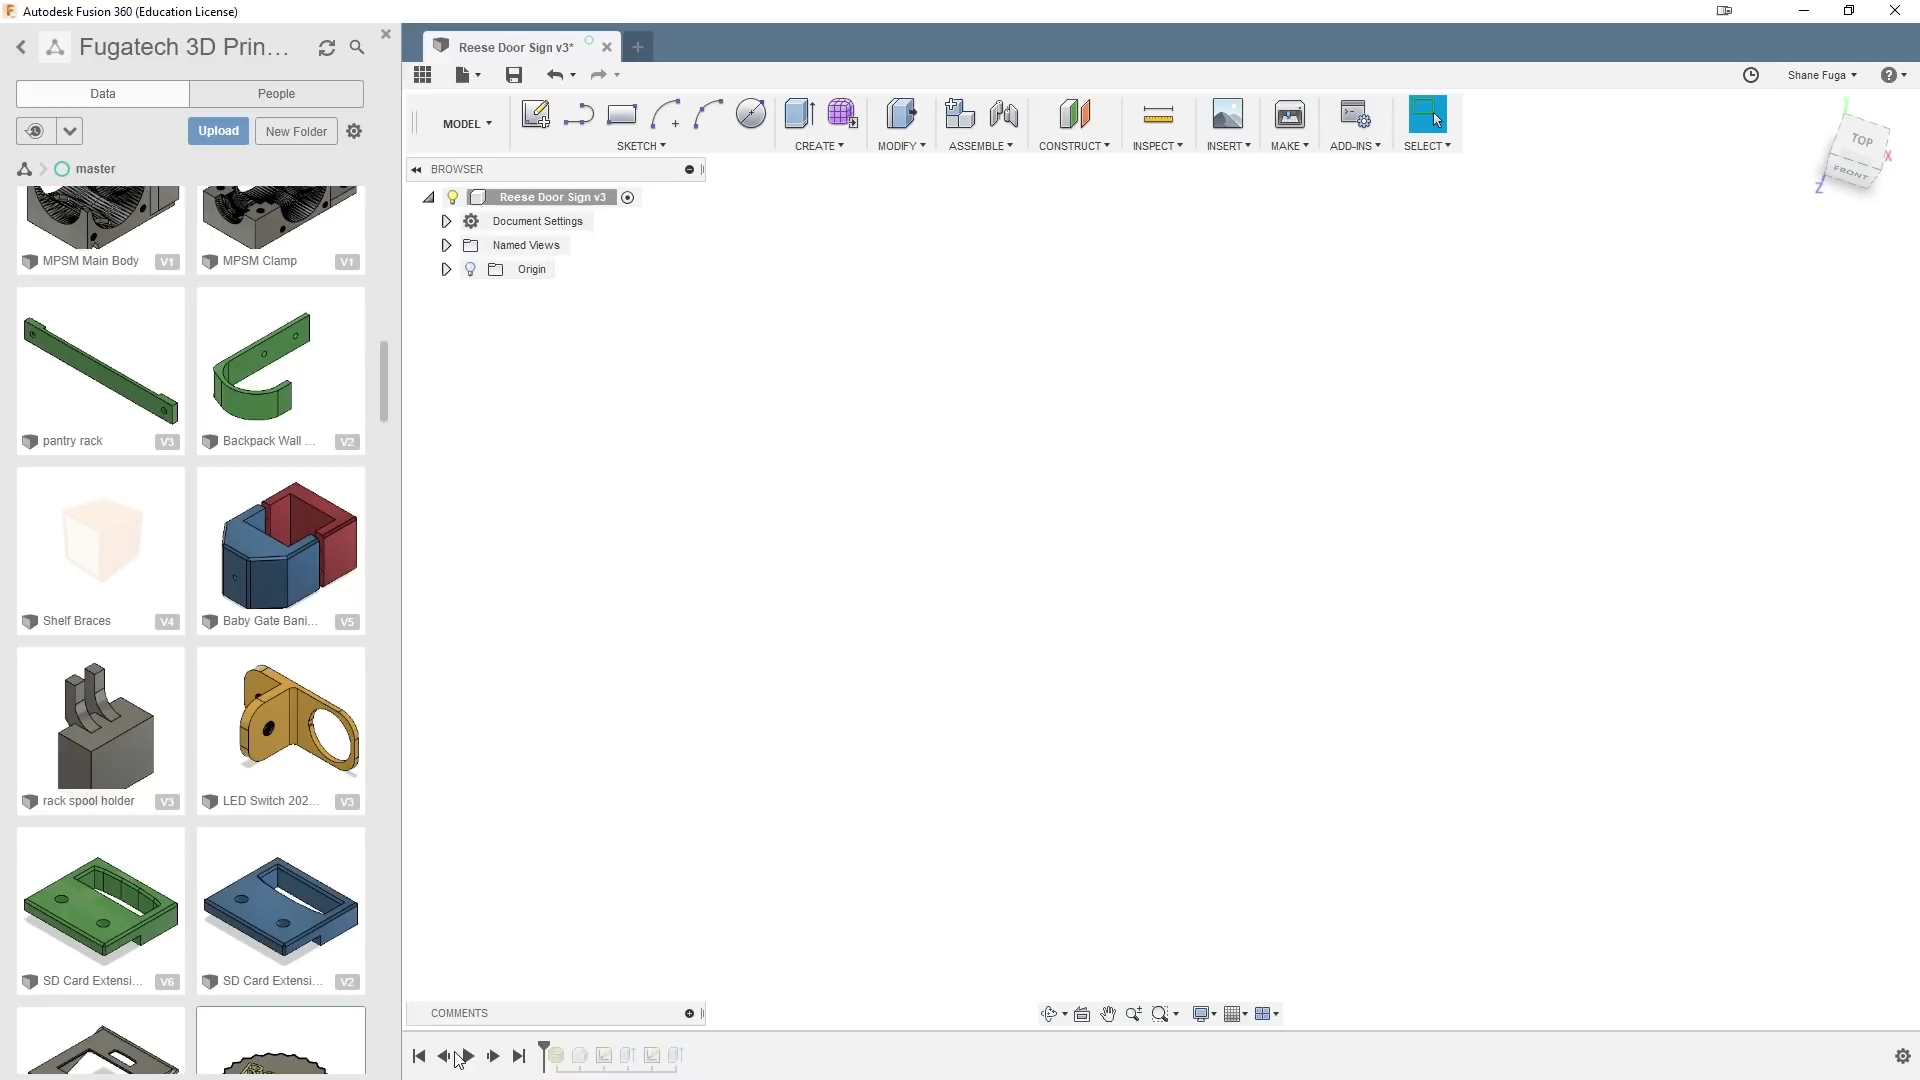 Autodesk Fusion 360 (Education License)
Fugatech 3D Prin...
Data
People
Upload
New Folder
master
MPSM Main Body V1
MPSM Clamp V1
pantry rack V3
Backpack Wall ... V2
Shelf Braces V4
Baby Gate Bani... V5
rack spool holder V3
LED Switch 202... V3
SD Card Extensi... V6
SD Card Extensi... V2
Reese Door Sign v3*
Shane Fuga
MODEL
SKETCH
CREATE
MODIFY
ASSEMBLE
CONSTRUCT
INSPECT
INSERT
MAKE
ADD-INS
SELECT
TOP
FRONT
X
Z
BROWSER
Reese Door Sign v3
Document Settings
Named Views
Origin
COMMENTS